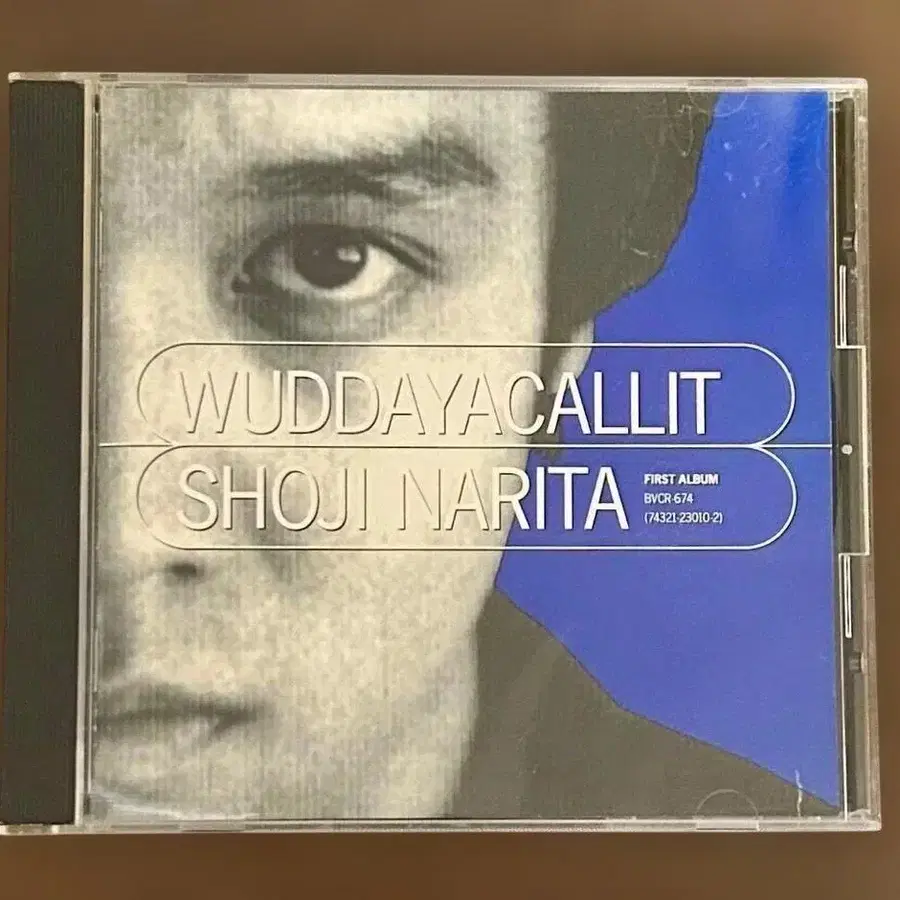 WUDDAYACALLIT
SHOJI NARITA
FIRST ALBUM
BVCR-674
(74321-23010-2)